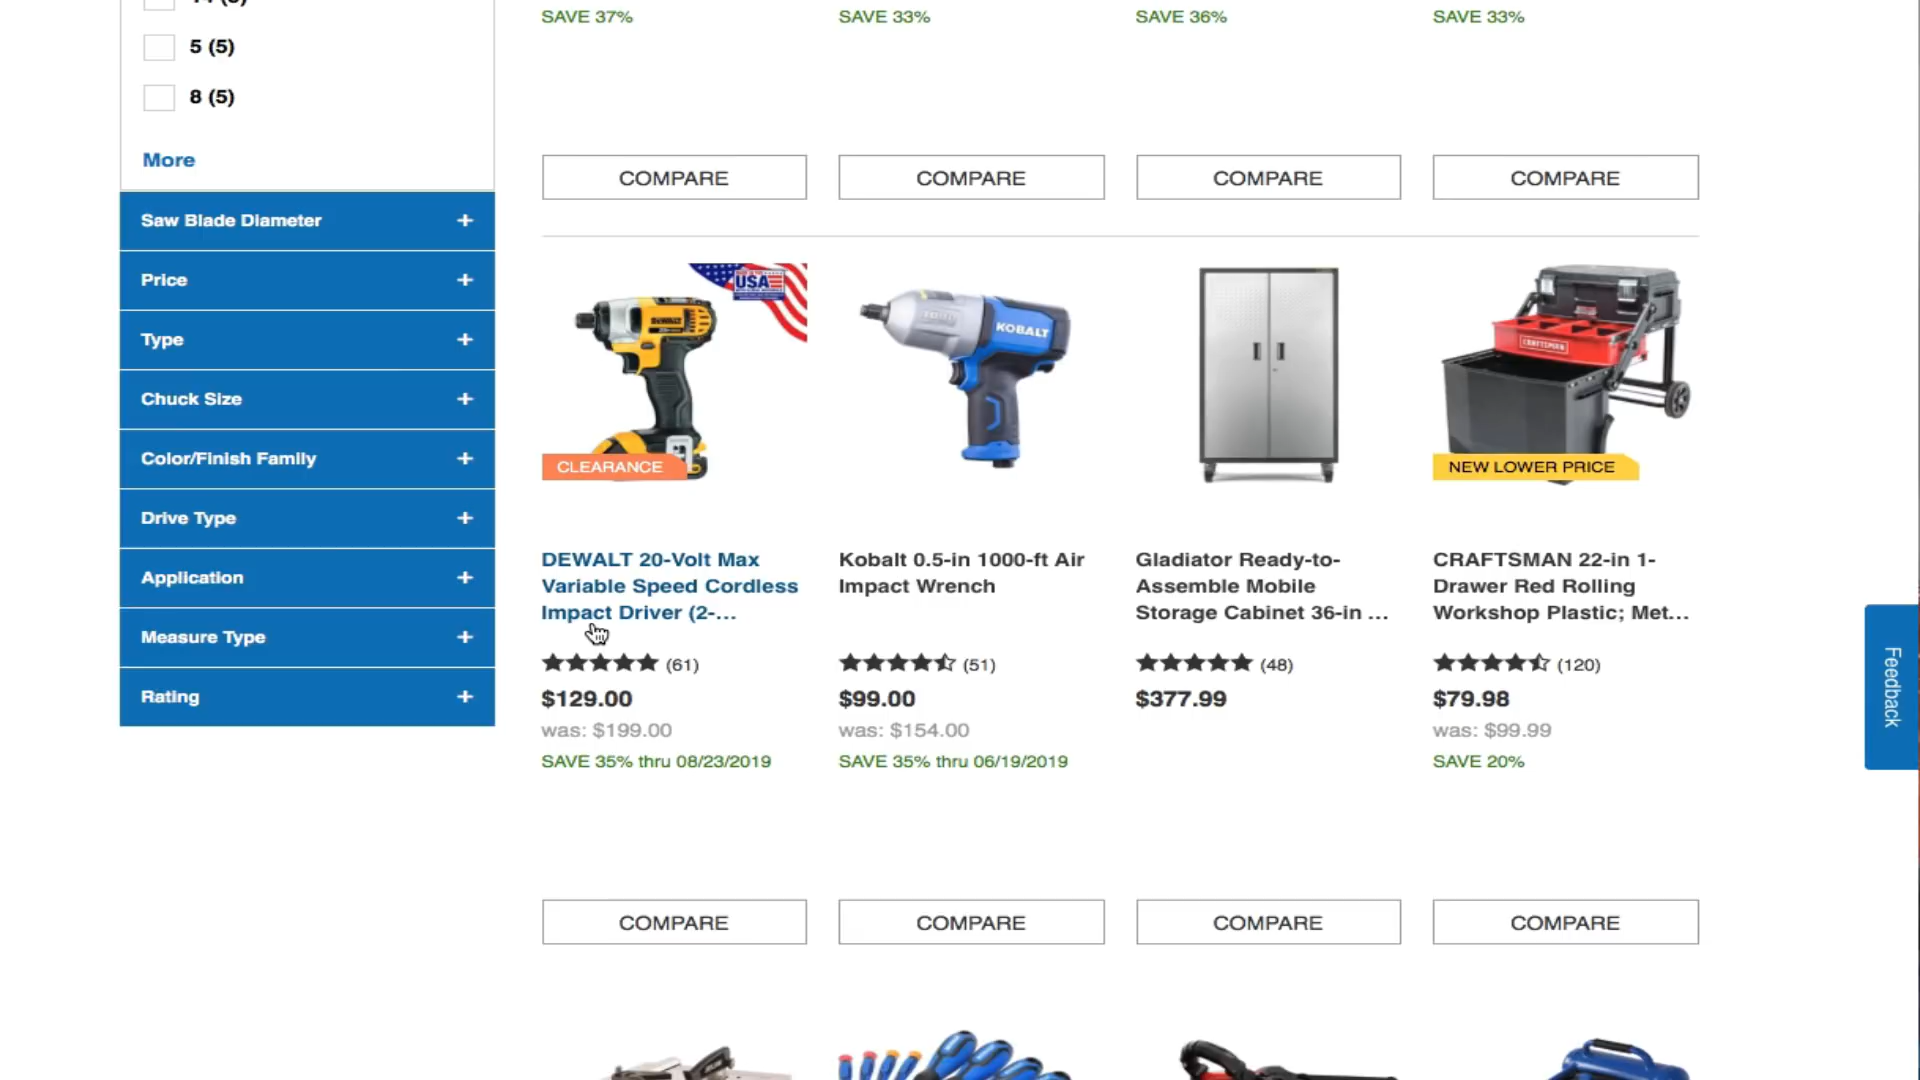 5 (5)
8 (5)
More
Saw Blade Diameter
Price
Type
Chuck Size
Color/Finish Family
Drive Type
Application
Measure Type
Rating
SAVE 37%
SAVE 33%
SAVE 36%
SAVE 33%
COMPARE
COMPARE
COMPARE
COMPARE
USA
DEWALT
CLEARANCE
DEWALT 20-Volt Max
Variable Speed Cordless
Impact Driver (2-...
(61)
$129.00
was: $199.00
SAVE 35% thru 08/23/2019
KOBALT
Kobalt 0.5-in 1000-ft Air
Impact Wrench
(51)
$99.00
was: $154.00
SAVE 35% thru 06/19/2019
Gladiator Ready-to-
Assemble Mobile
Storage Cabinet 36-in ...
(48)
$377.99
CRAFTSMAN
NEW LOWER PRICE
CRAFTSMAN 22-in 1-
Drawer Red Rolling
Workshop Plastic; Met...
(120)
$79.98
was: $99.99
SAVE 20%
COMPARE
COMPARE
COMPARE
COMPARE
Feedback